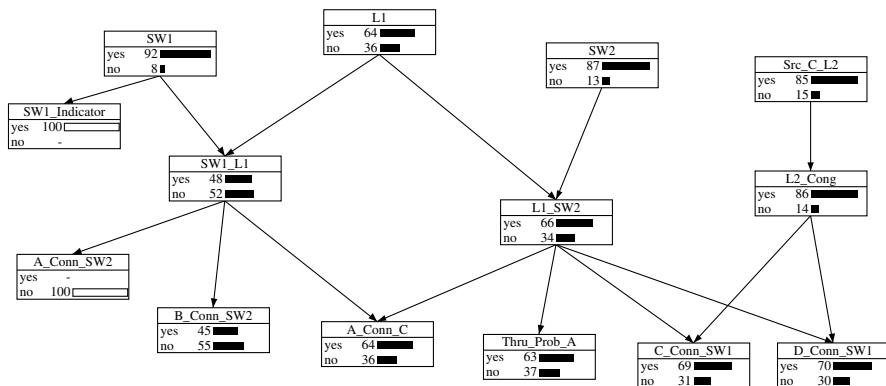 SW1
yes 92
no 8
L1
yes 64
no 36
SW2
yes 87
no 13
Src_C_L2
yes 85
no 15
SW1_Indicator
yes 100
no -
SW1_L1
yes 48
no 52
L1_SW2
yes 66
no 34
L2_Cong
yes 86
no 14
A_Conn_SW2
yes -
no 100
B_Conn_SW2
yes 45
no 55
A_Conn_C
yes 64
no 36
Thru_Prob_A
yes 63
no 37
C_Conn_SW1
yes 69
no 31
D_Conn_SW1
yes 70
no 30